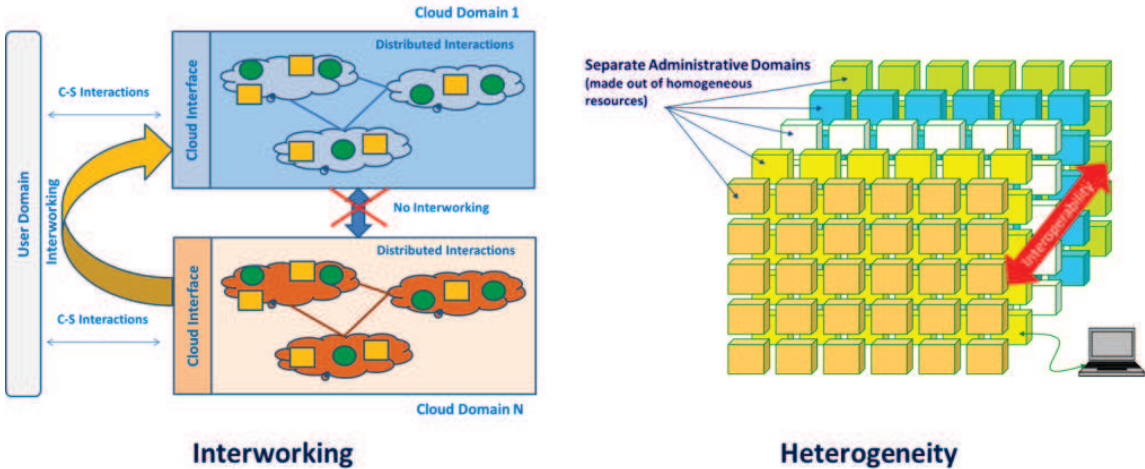 Cloud Domain 1
Distributed Interactions
Cloud Interface
C-S Interactions
User Domain
Interworking
No Interworking
Distributed Interactions
Cloud Interface
C-S Interactions
Cloud Domain N
Interworking
Separate Administrative Domains
(made out of homogeneous
resources)
Interoperability
Heterogeneity